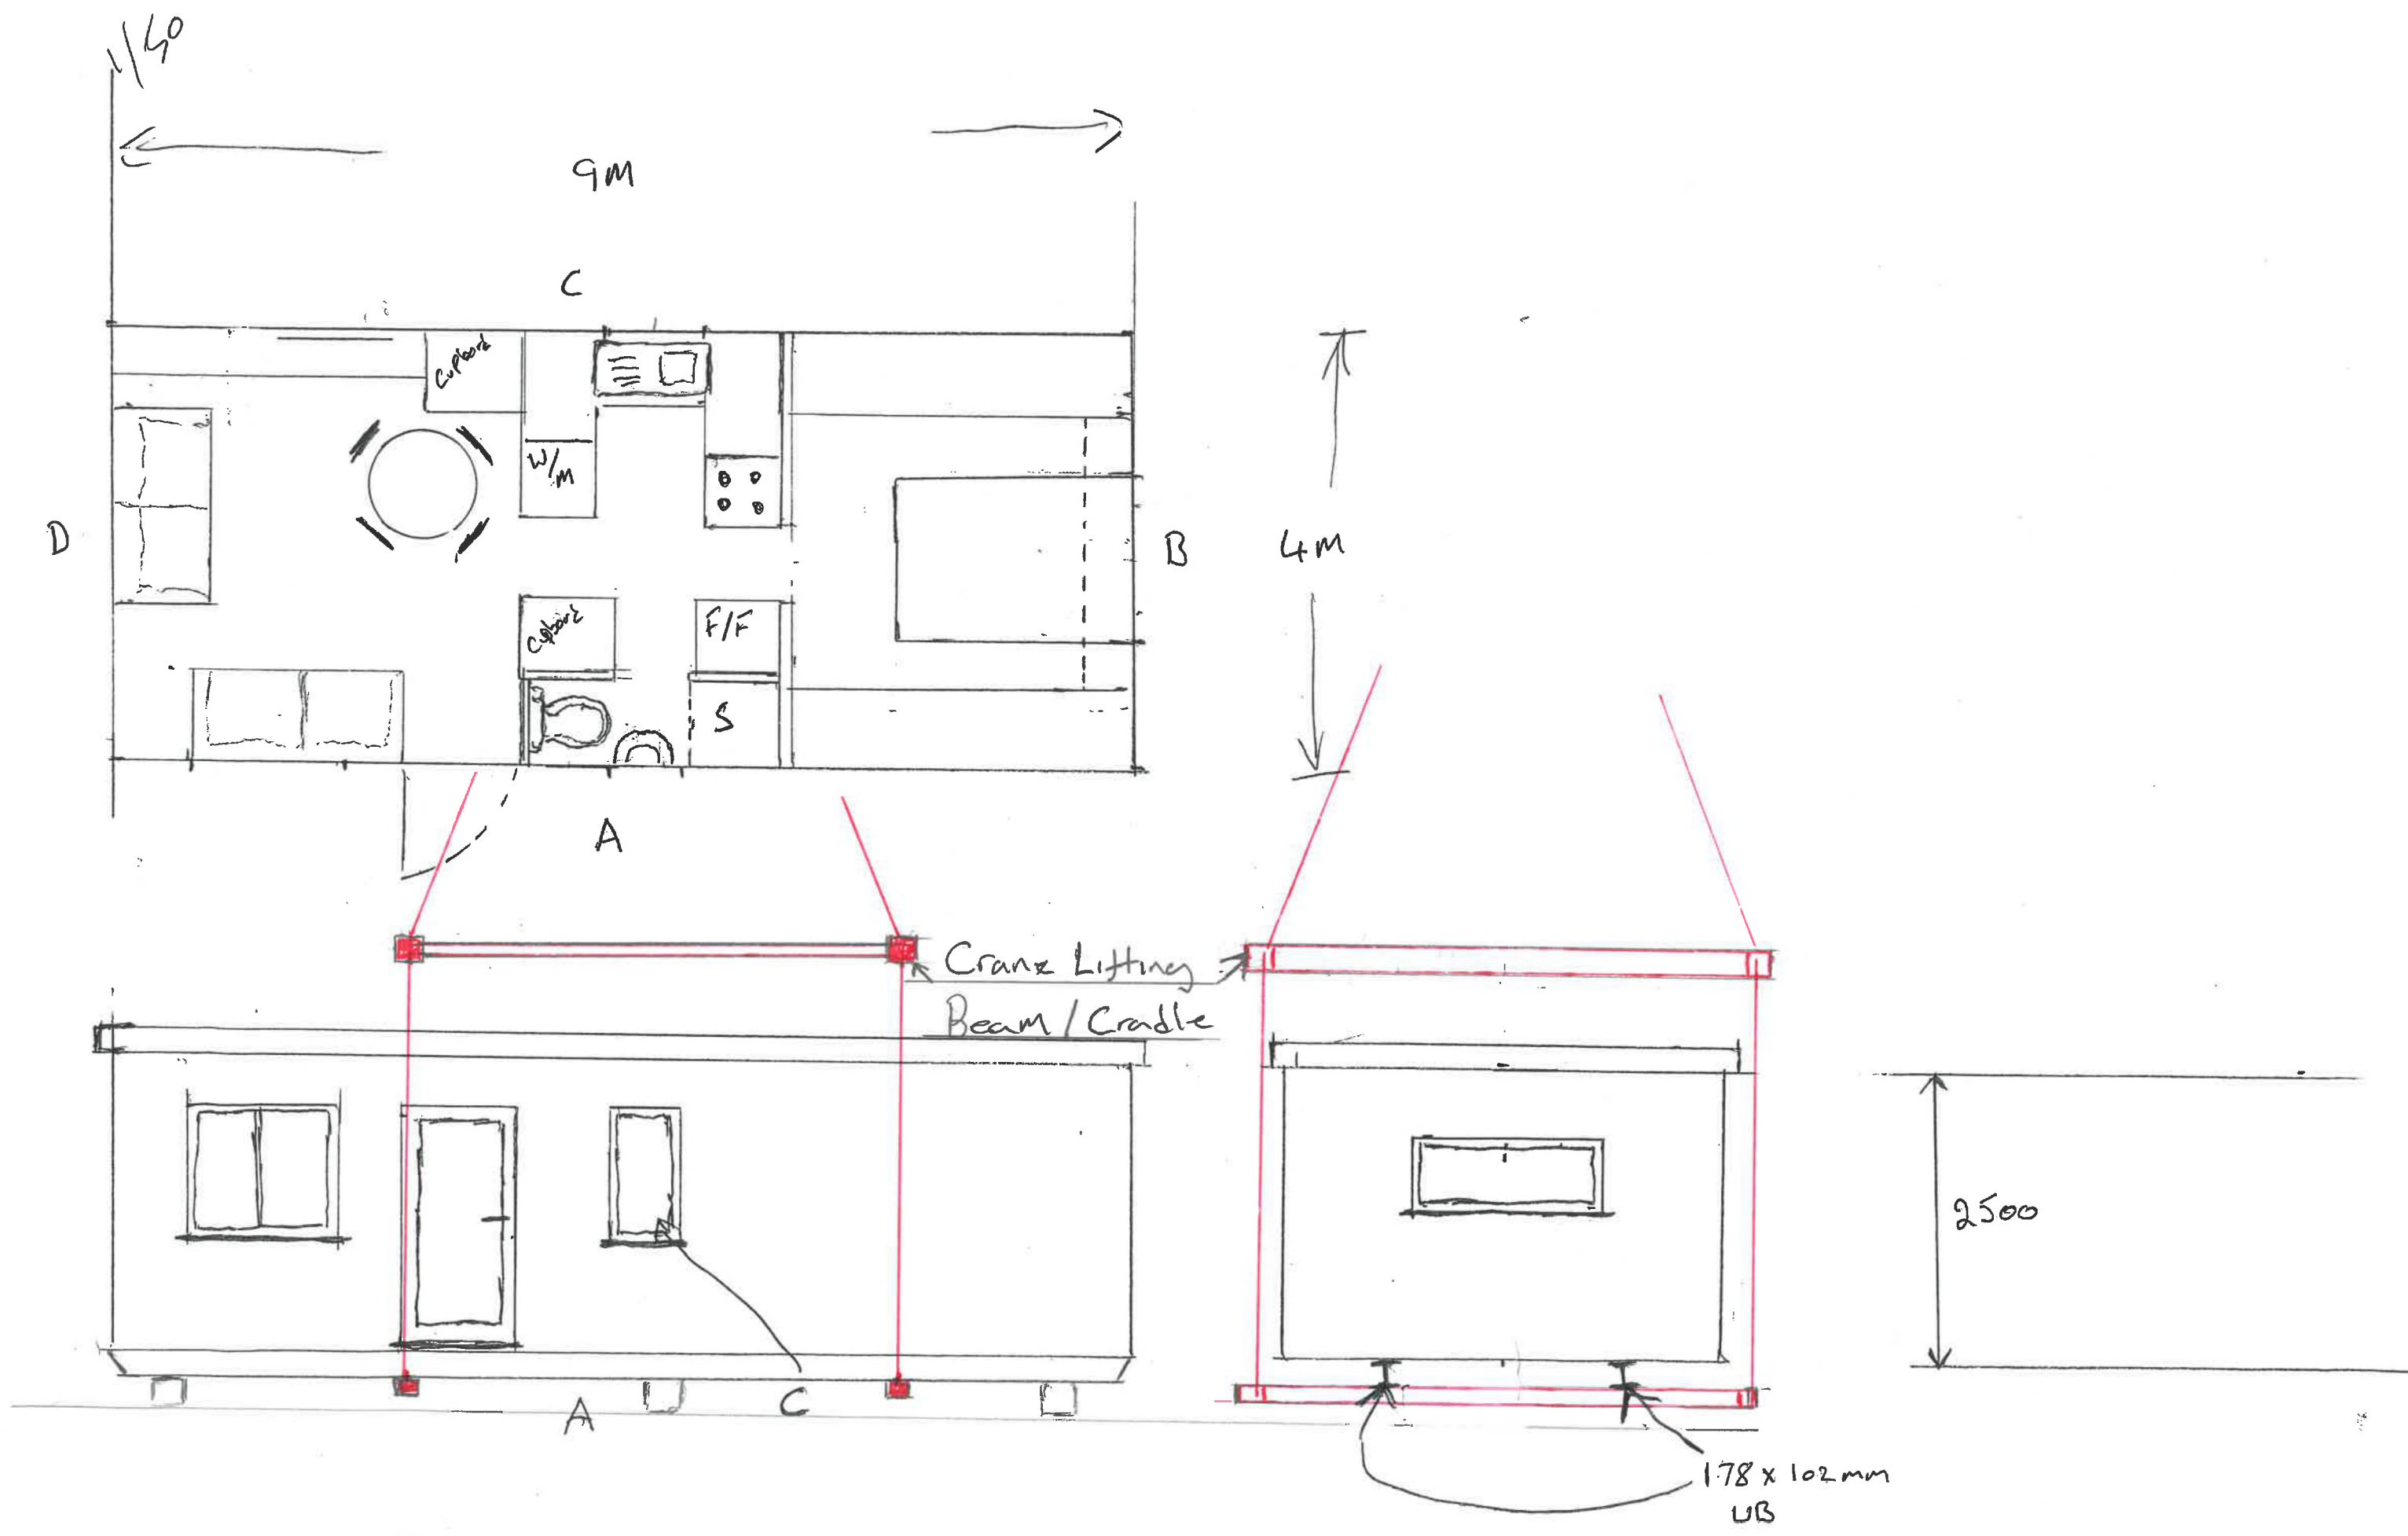 1/50
9M
C
Cupboard
W/M
D
B
4M
Cupboard
F/F
S
A
Crane Lifting
Beam / Cradle
2500
A
C
178 x 102mm
UB